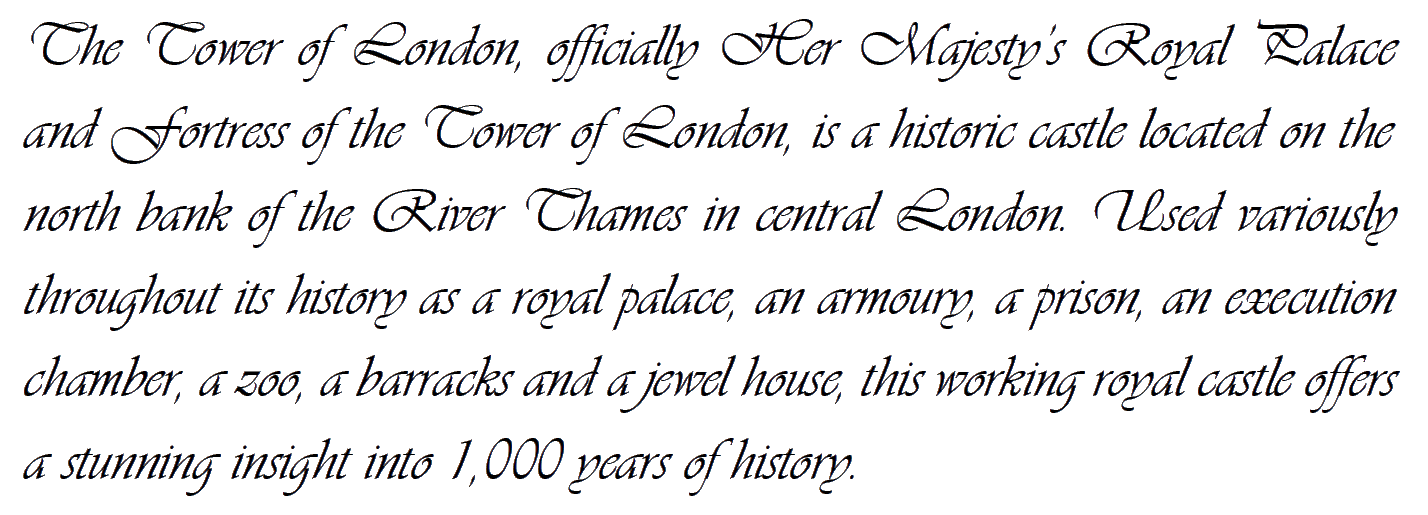 The Tower of London, officially Her Majesty's Royal Palace
and Fortress of the Tower of London, is a historic castle located on the
north bank of the River Thames in central London. Used variously
throughout its history as a royal palace, an armoury, a prison, an execution
chamber, a zoo, a barracks and a jewel house, this working royal castle offers
a stunning insight into 1,000 years of history.